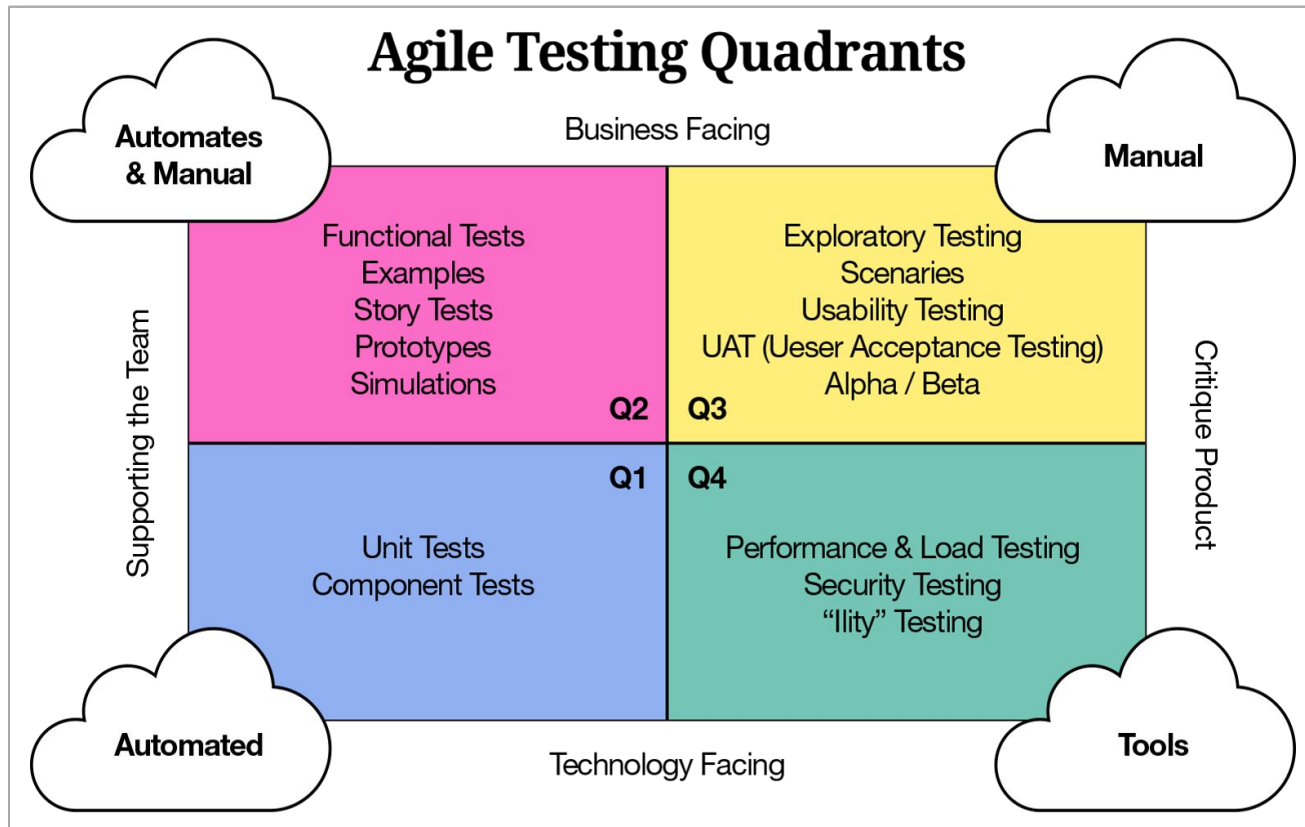 Agile Testing Quadrants
Business Facing
Automates
& Manual
Manual
Supporting the Team
Functional Tests
Examples
Story Tests
Prototypes
Simulations
Q2
Exploratory Testing
Scenaries
Usability Testing
UAT (Ueser Acceptance Testing)
Alpha / Beta
Q3
Critique Product
Q1
Unit Tests
Component Tests
Q4
Performance & Load Testing
Security Testing
“Ility” Testing
Automated
Tools
Technology Facing